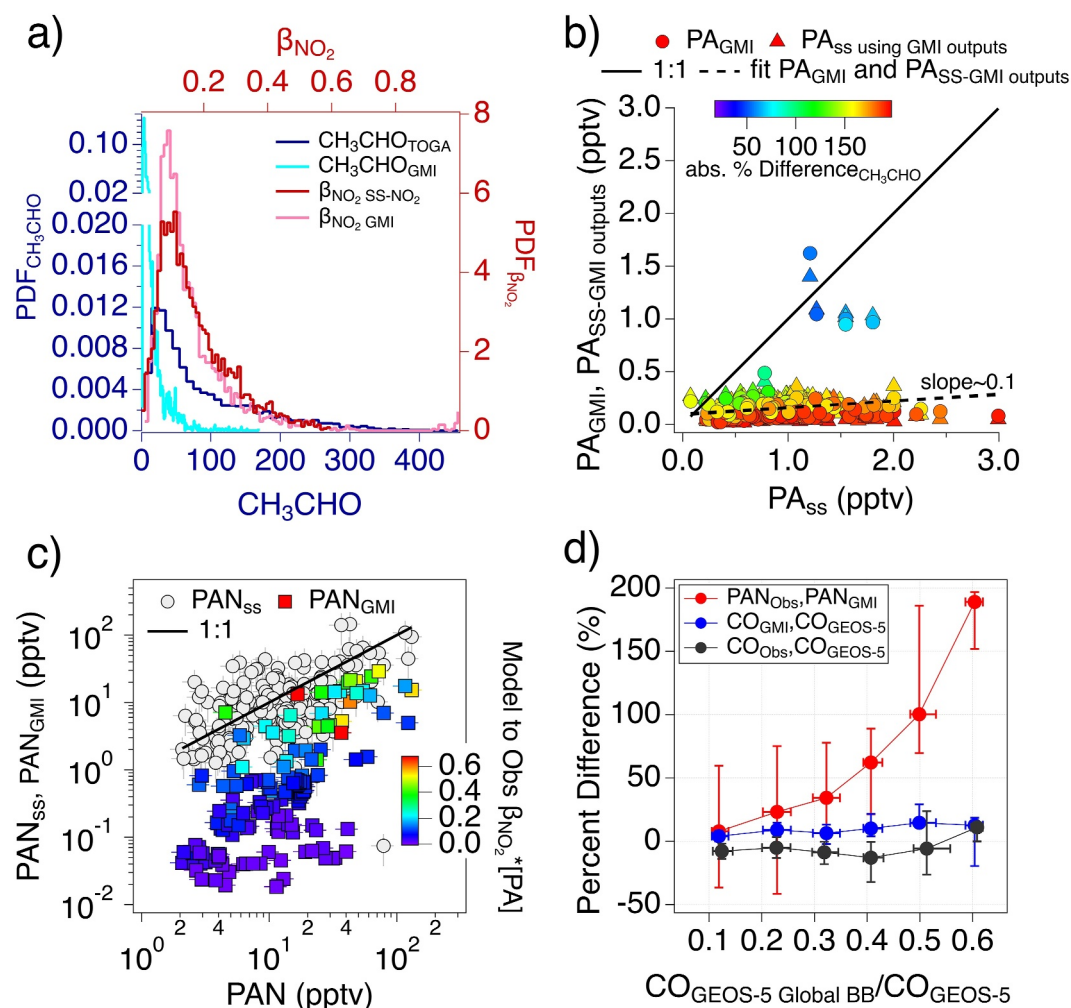 a)
βNO2
0.2 0.4 0.6 0.8
PDFCH3CHO
0.10
0.02
0.020
0.016
0.012
0.008
0.004
0.000
CH3CHOTOGA
CH3CHOGMI
βNO2 SS-NO2
βNO2 GMI
8
6
4
2
0
PDFβNO2
0 100 200 300 400
CH3CHO
b)
PAGMI PAss using GMI outputs
1:1 fit PAGMI and PASS-GMI outputs
PAGMI, PASS-GMI outputs (pptv)
3.0
2.5
2.0
1.5
1.0
0.5
0.0
50 100 150
abs. % DifferenceCH3CHO
slope~0.1
0.0 1.0 2.0 3.0
PAss (pptv)
c)
PANss PANGMI
1:1
PANss, PANGMI (pptv)
10^2
10^1
10^0
10^-1
10^-2
0.6
0.4
0.2
0.0
Model to Obs βNO2*[PA]
2 4 2 4
10^0 10^1 10^2
PAN (pptv)
d)
PANObs,PANGMI
COGMI,COGEOS-5
COObs,COGEOS-5
Percent Difference (%)
200
150
100
50
0
-50
0.1 0.2 0.3 0.4 0.5 0.6
COGEOS-5 Global BB/COGEOS-5